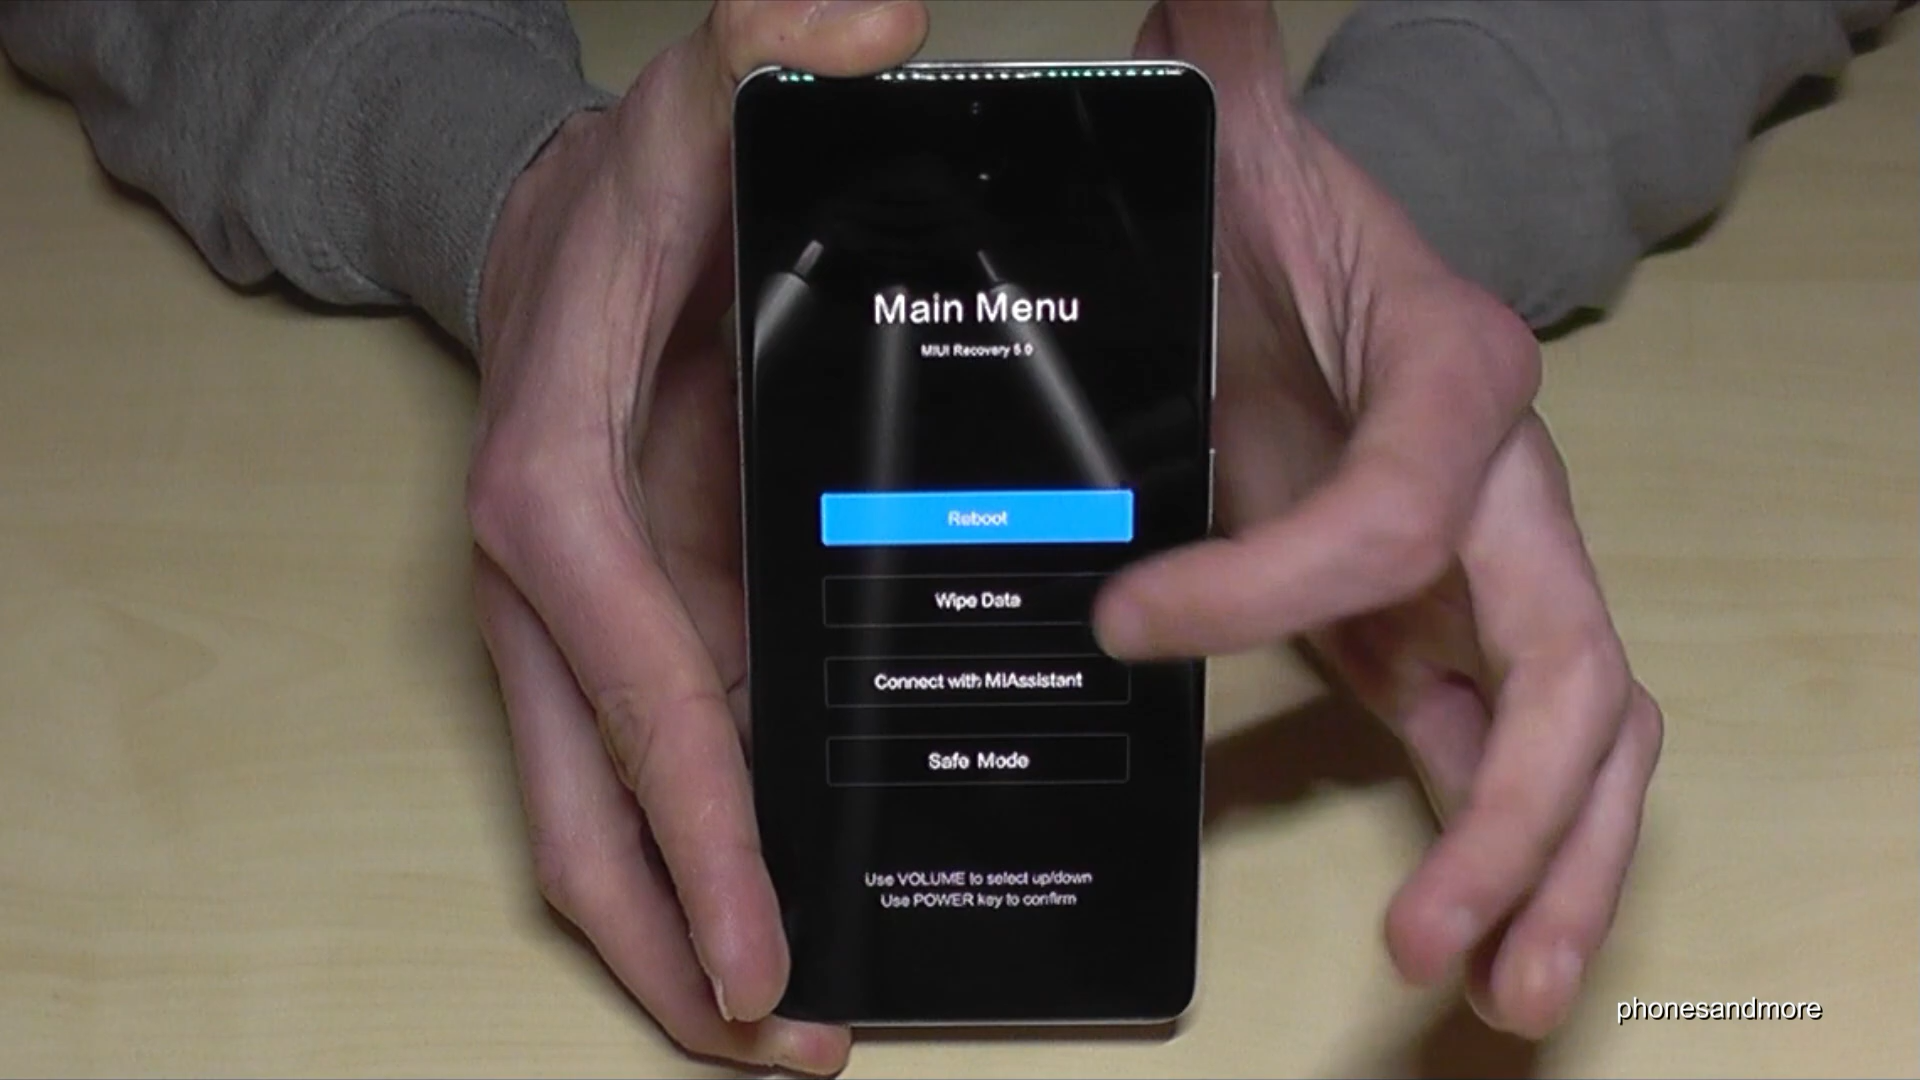 Main Menu
MIUI Recovery 5.0
Reboot
Wipe Data
Connect with MIAssistant
Safe Mode
Use VOLUME to select up/down
Use POWER key to confirm
phonesandmore